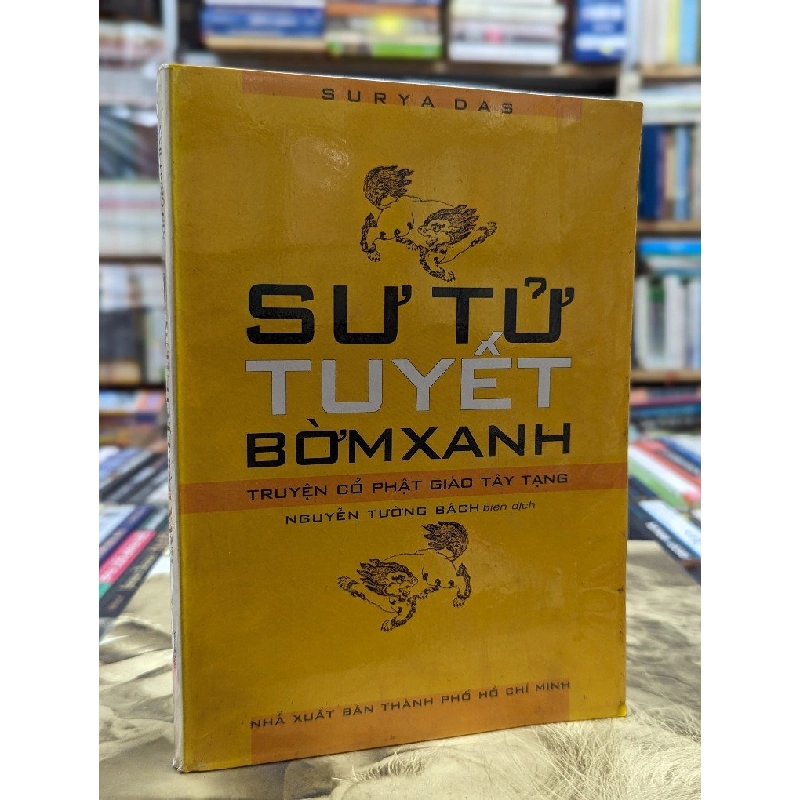 SURYA DAS
SƯ TỬ
TUYẾT
BỜM XANH
TRUYỆN CỔ PHẬT GIÁO TÂY TẠNG
NGUYỄN TƯỜNG BÁCH biên dịch
NHÀ XUẤT BẢN THÀNH PHỐ HỒ CHÍ MINH